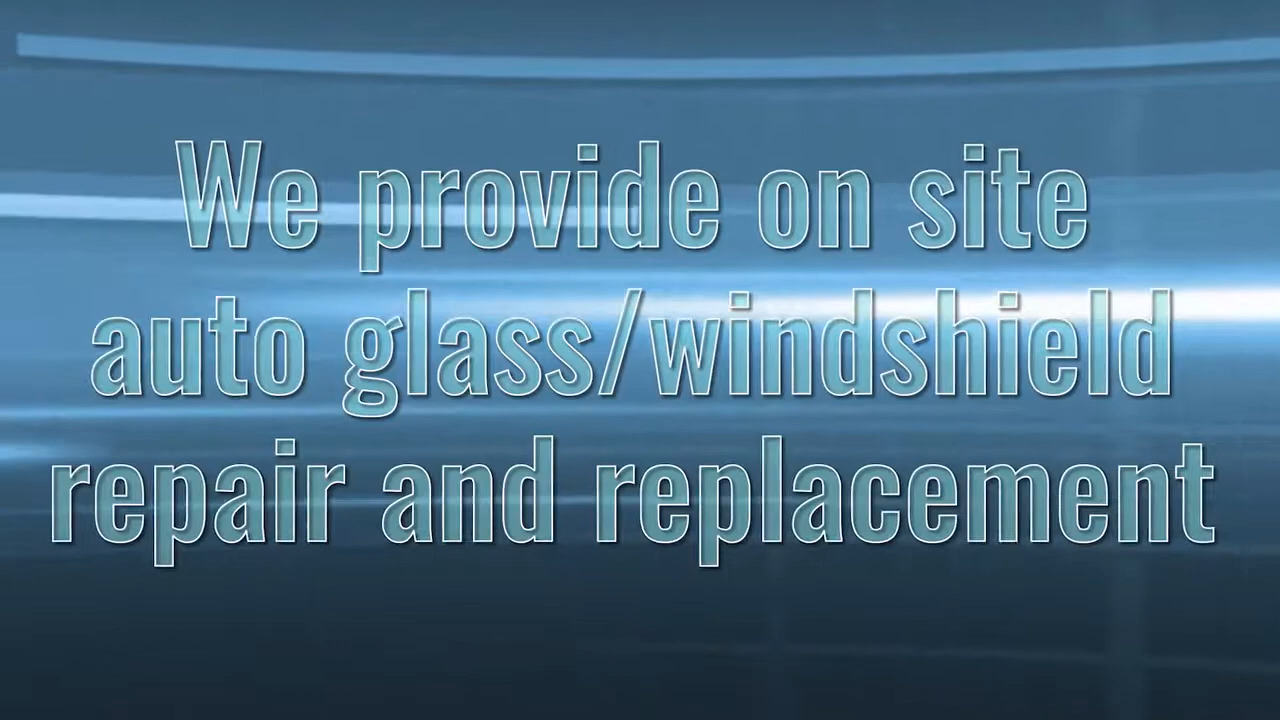 We provide on site
auto glass/windshield
repair and replacement